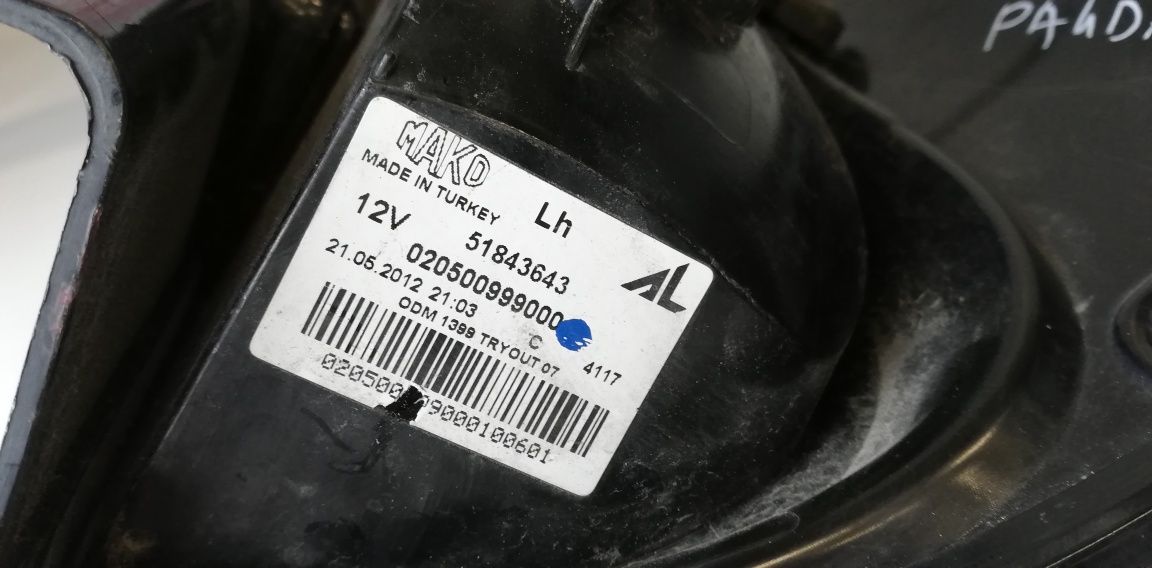 PA4DA
MAKO
MADE IN TURKEY
Lh
12V
51843643
020500999000
21.05.2012 21:03
C
ODM 1399 TRYOUT 07
4117
AL